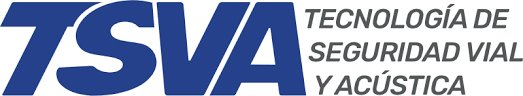 TSVA
TECNOLOGÍA DE
SEGURIDAD VIAL
Y ACÚSTICA